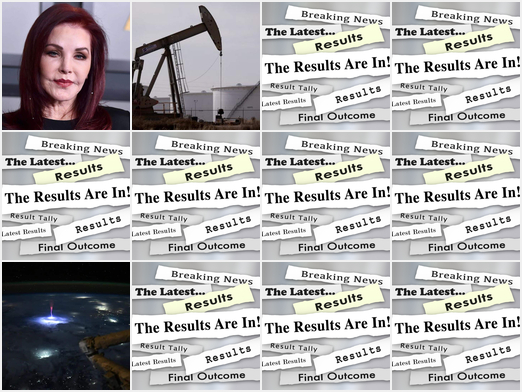 Breaking News
The Latest...
Results
The Results Are In!
Result Tally
Latest Results
Results
Final Outcome
Breaking News
The Latest...
Results
The Results Are In!
Result Tally
Latest Results
Results
Final Outcome
Breaking News
The Latest...
Results
The Results Are In!
Result Tally
Latest Results
Results
Final Outcome
Breaking News
The Latest...
Results
The Results Are In!
Result Tally
Latest Results
Results
Final Outcome
Breaking News
The Latest...
Results
The Results Are In!
Result Tally
Latest Results
Results
Final Outcome
Breaking News
The Latest...
Results
The Results Are In!
Result Tally
Latest Results
Results
Final Outcome
Breaking News
The Latest...
Results
The Results Are In!
Result Tally
Latest Results
Results
Final Outcome
Breaking News
The Latest...
Results
The Results Are In!
Result Tally
Latest Results
Results
Final Outcome
Breaking News
The Latest...
Results
The Results Are In!
Result Tally
Latest Results
Results
Final Outcome